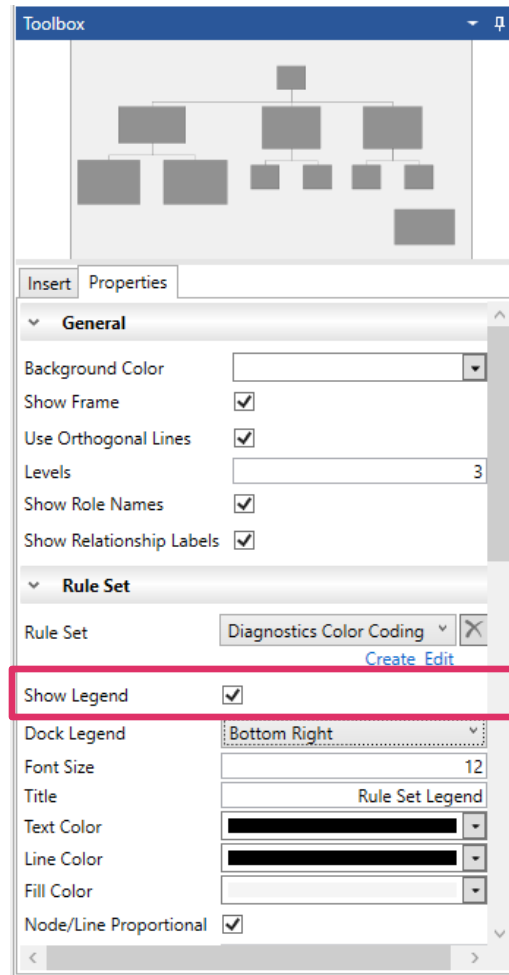 Toolbox
Insert Properties
General
Background Color
Show Frame
Use Orthogonal Lines
Levels 3
Show Role Names
Show Relationship Labels
Rule Set
Rule Set Diagnostics Color Coding
Create Edit
Show Legend
Dock Legend Bottom Right
Font Size 12
Title Rule Set Legend
Text Color
Line Color
Fill Color
Node/Line Proportional